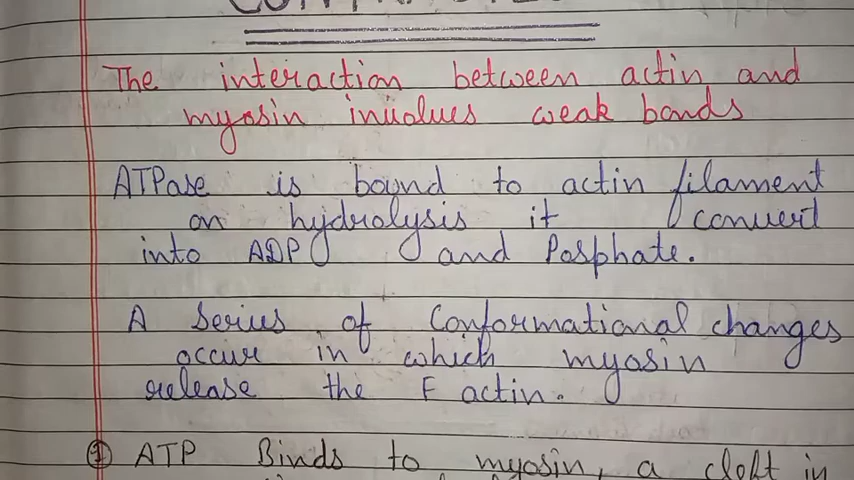 The interaction between actin and
myosin involves weak bonds
ATPase is bound to actin filament
on hydrolysis it convert
into ADP and Posphate.
A series of Conformational changes
occur in which myosin
release the F actin.
① ATP Binds to myosin, a cleft in